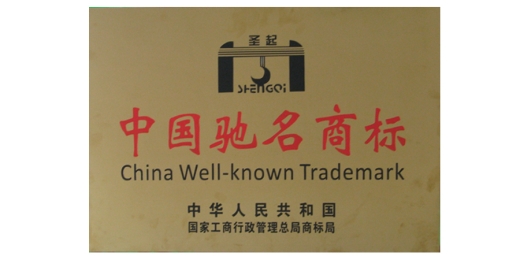 圣起
SHENGQi
中国驰名商标
China Well-known Trademark
中华人民共和国
国家工商行政管理总局商标局